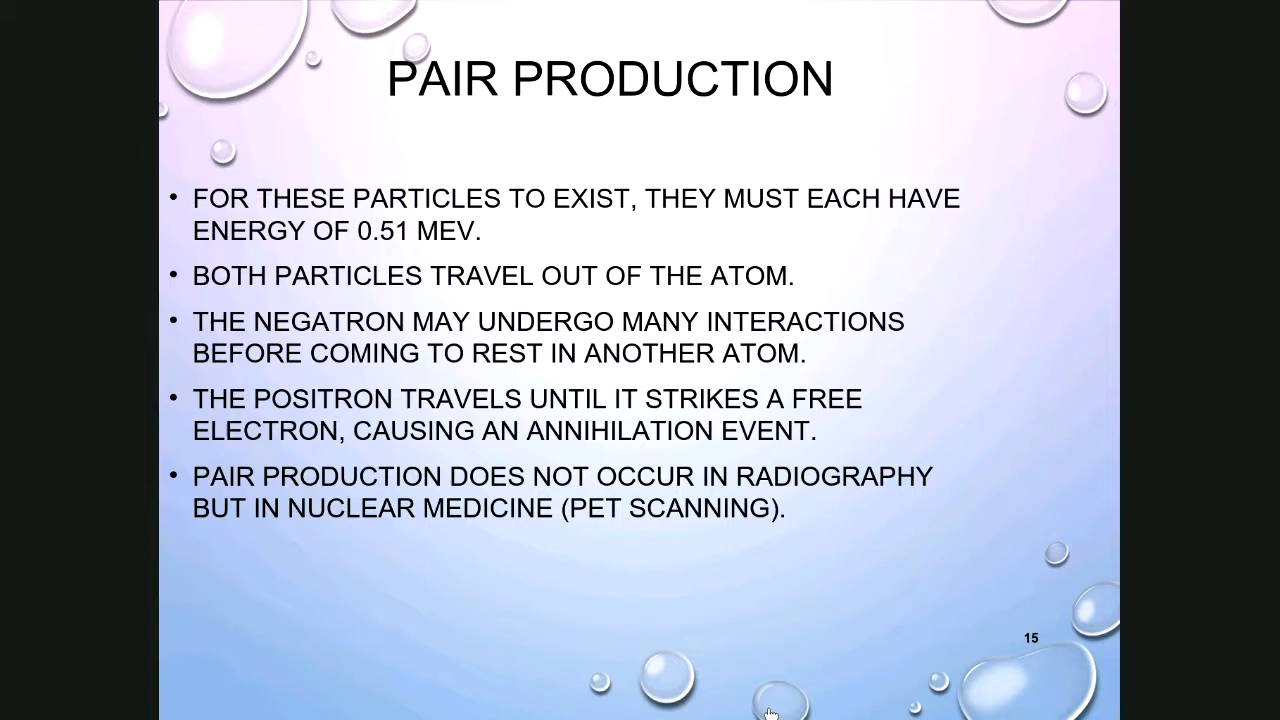 PAIR PRODUCTION
• FOR THESE PARTICLES TO EXIST, THEY MUST EACH HAVE
ENERGY OF 0.51 MEV.
• BOTH PARTICLES TRAVEL OUT OF THE ATOM.
• THE NEGATRON MAY UNDERGO MANY INTERACTIONS
BEFORE COMING TO REST IN ANOTHER ATOM.
• THE POSITRON TRAVELS UNTIL IT STRIKES A FREE
ELECTRON, CAUSING AN ANNIHILATION EVENT.
• PAIR PRODUCTION DOES NOT OCCUR IN RADIOGRAPHY
BUT IN NUCLEAR MEDICINE (PET SCANNING).
15